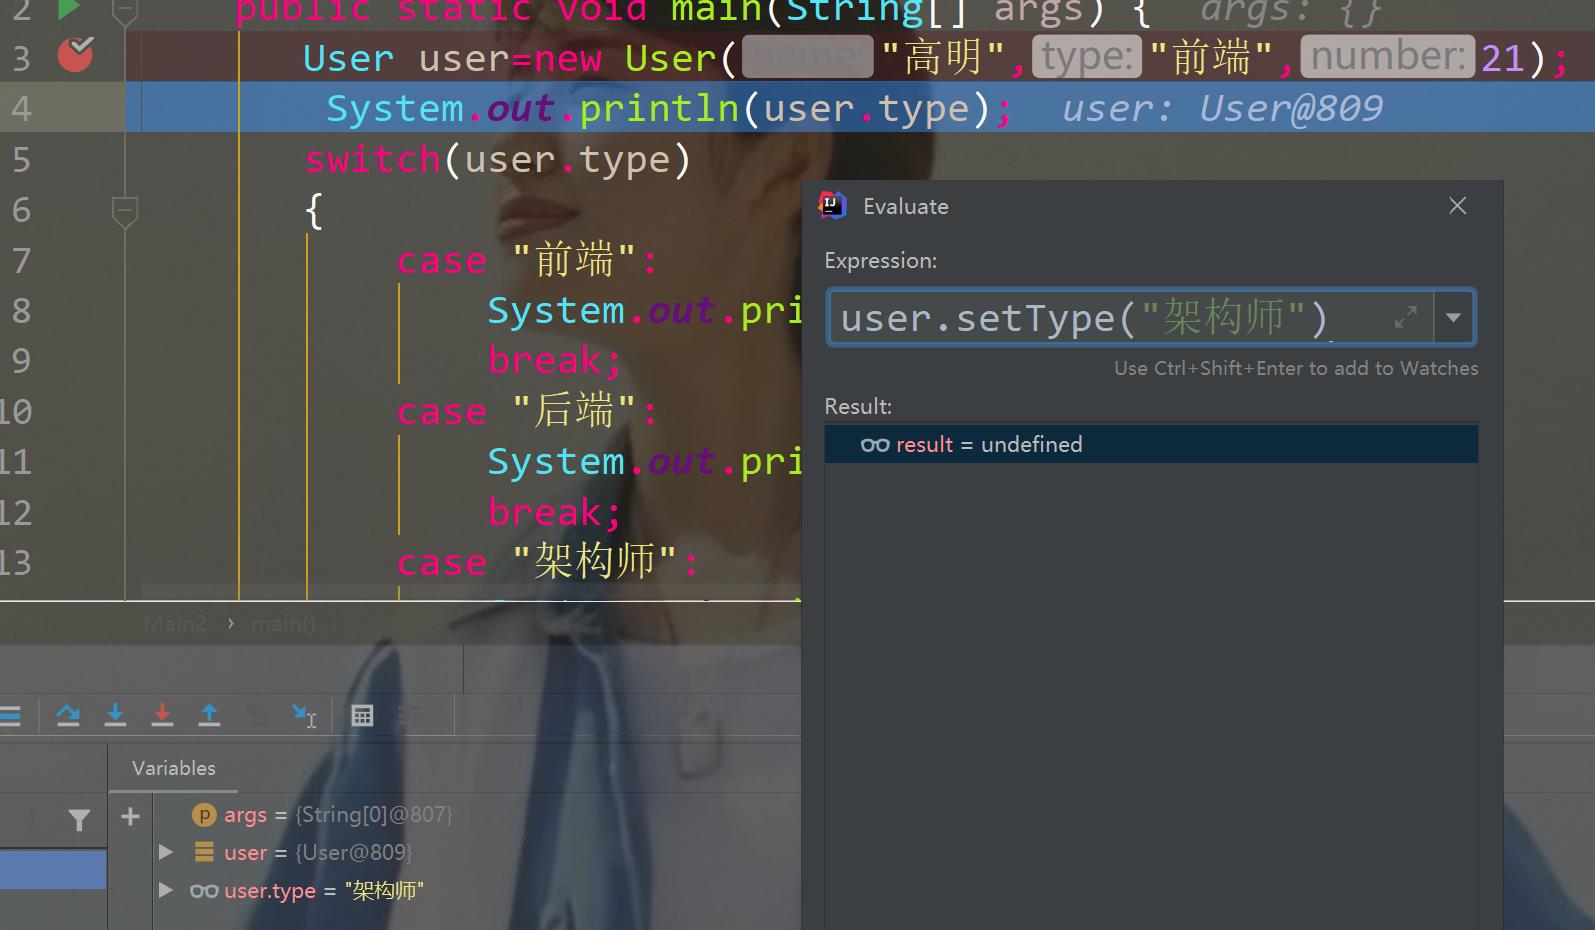 2 public static void main(String[] args) { args: {}
3 User user=new User( name: "高明", type: "前端", number: 21);
4 System.out.println(user.type); user: User@809
5 switch(user.type)
6 {
7 case "前端":
8 System.out.pri
9 break;
10 case "后端":
11 System.out.pri
12 break;
13 case "架构师":
Main2 › main()
Evaluate
Expression:
user.setType("架构师")
Use Ctrl+Shift+Enter to add to Watches
Result:
result = undefined
Variables
args = {String[0]@807}
user = {User@809}
user.type = "架构师"